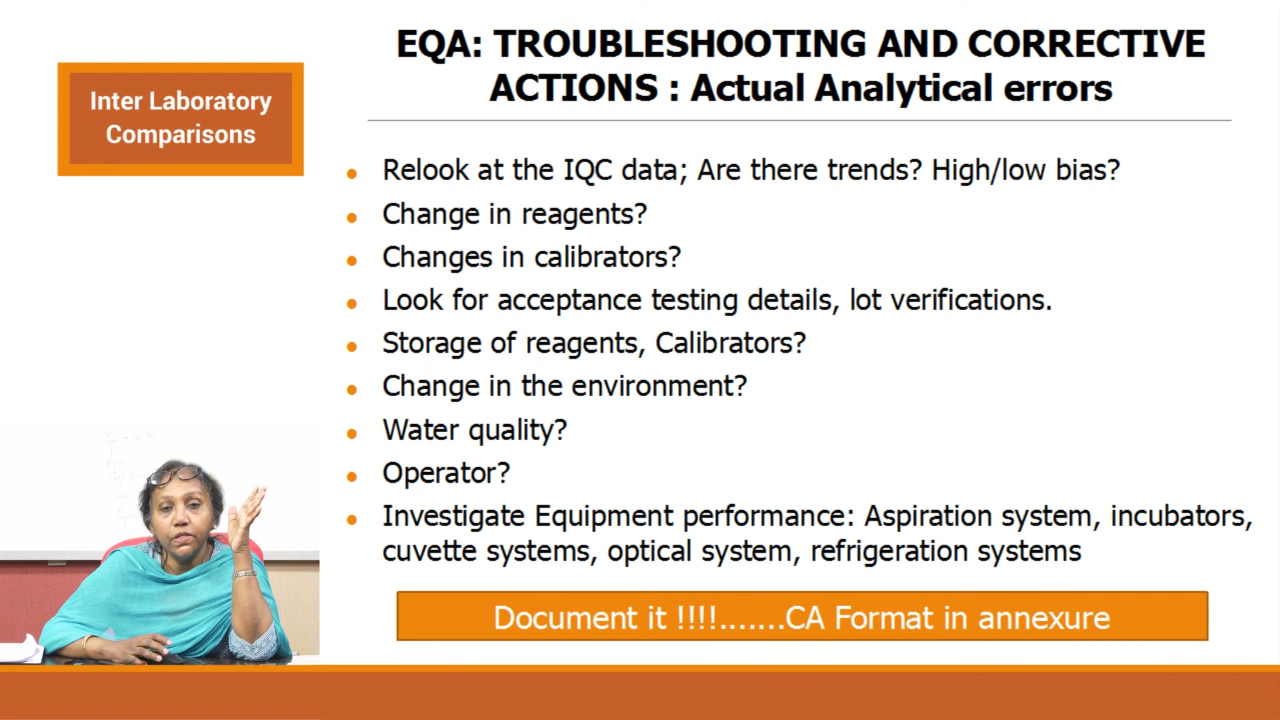 EQA: TROUBLESHOOTING AND CORRECTIVE
ACTIONS : Actual Analytical errors
Inter Laboratory
Comparisons
Relook at the IQC data; Are there trends? High/low bias?
Change in reagents?
Changes in calibrators?
Look for acceptance testing details, lot verifications.
Storage of reagents, Calibrators?
Change in the environment?
Water quality?
Operator?
Investigate Equipment performance: Aspiration system, incubators,
cuvette systems, optical system, refrigeration systems
Document it !!!!.......CA Format in annexure